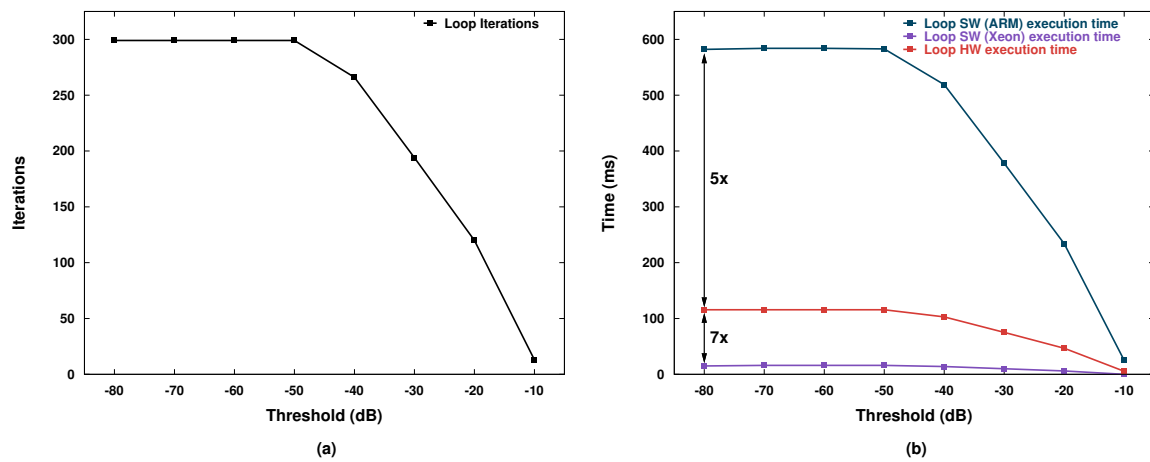 Loop Iterations
300
250
200
150
100
50
0
Iterations
-80 -70 -60 -50 -40 -30 -20 -10
Threshold (dB)
(a)
Loop SW (ARM) execution time
Loop SW (Xeon) execution time
Loop HW execution time
600
500
400
300
200
100
0
Time (ms)
5x
7x
-80 -70 -60 -50 -40 -30 -20 -10
Threshold (dB)
(b)